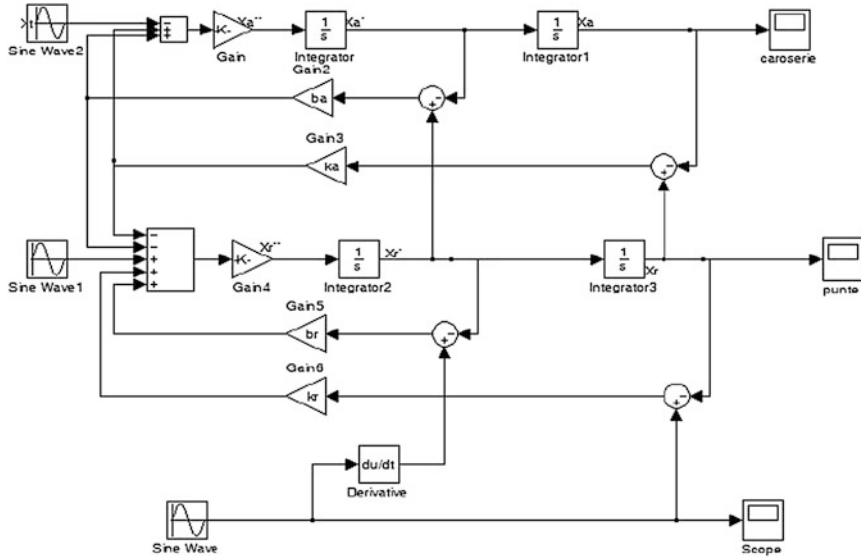 Xt
Sine Wave2
-K-
Gain
Xa''
1
s
Integrator
Xa'
1
s
Integrator1
Xa
caroserie
Gain2
ba
Gain3
ka
Sine Wave1
-K-
Gain4
Xr''
1
s
Integrator2
Xr'
1
s
Integrator3
Xr
punte
Gain5
br
Gain6
kr
du/dt
Derivative
Sine Wave
Scope